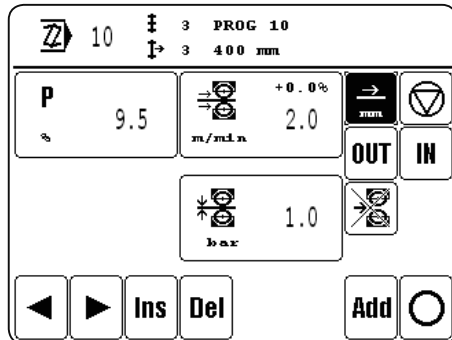 10 3 PROG 10
3 400 mm
P +0.0% mm
% 9.5 m/min 2.0
OUT IN
1.0
bar
Ins Del Add